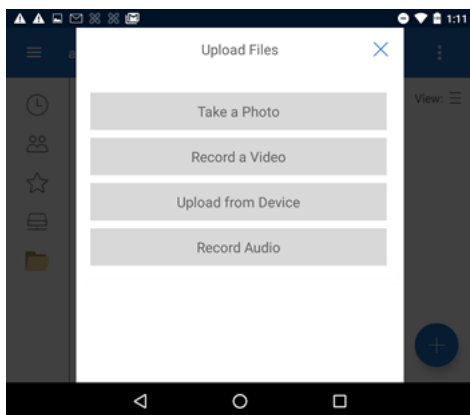 1:11
Upload Files
a
View:
Take a Photo
Record a Video
Upload from Device
Record Audio